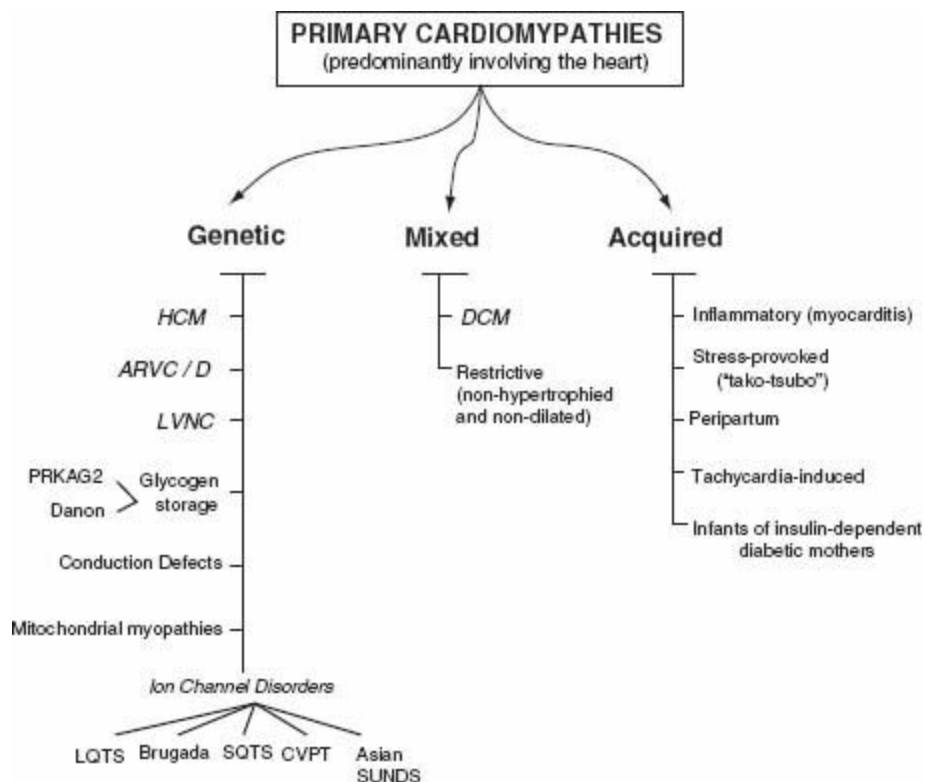 PRIMARY CARDIOMYPATHIES
(predominantly involving the heart)
Genetic
HCM
ARVC / D
LVNC
PRKAG2
Danon
Glycogen
storage
Conduction Defects
Mitochondrial myopathies
Ion Channel Disorders
LQTS
Brugada
SQTS
CVPT
Asian
SUNDS
Mixed
DCM
Restrictive
(non-hypertrophied
and non-dilated)
Acquired
Inflammatory (myocarditis)
Stress-provoked
("tako-tsubo")
Peripartum
Tachycardia-induced
Infants of insulin-dependent
diabetic mothers